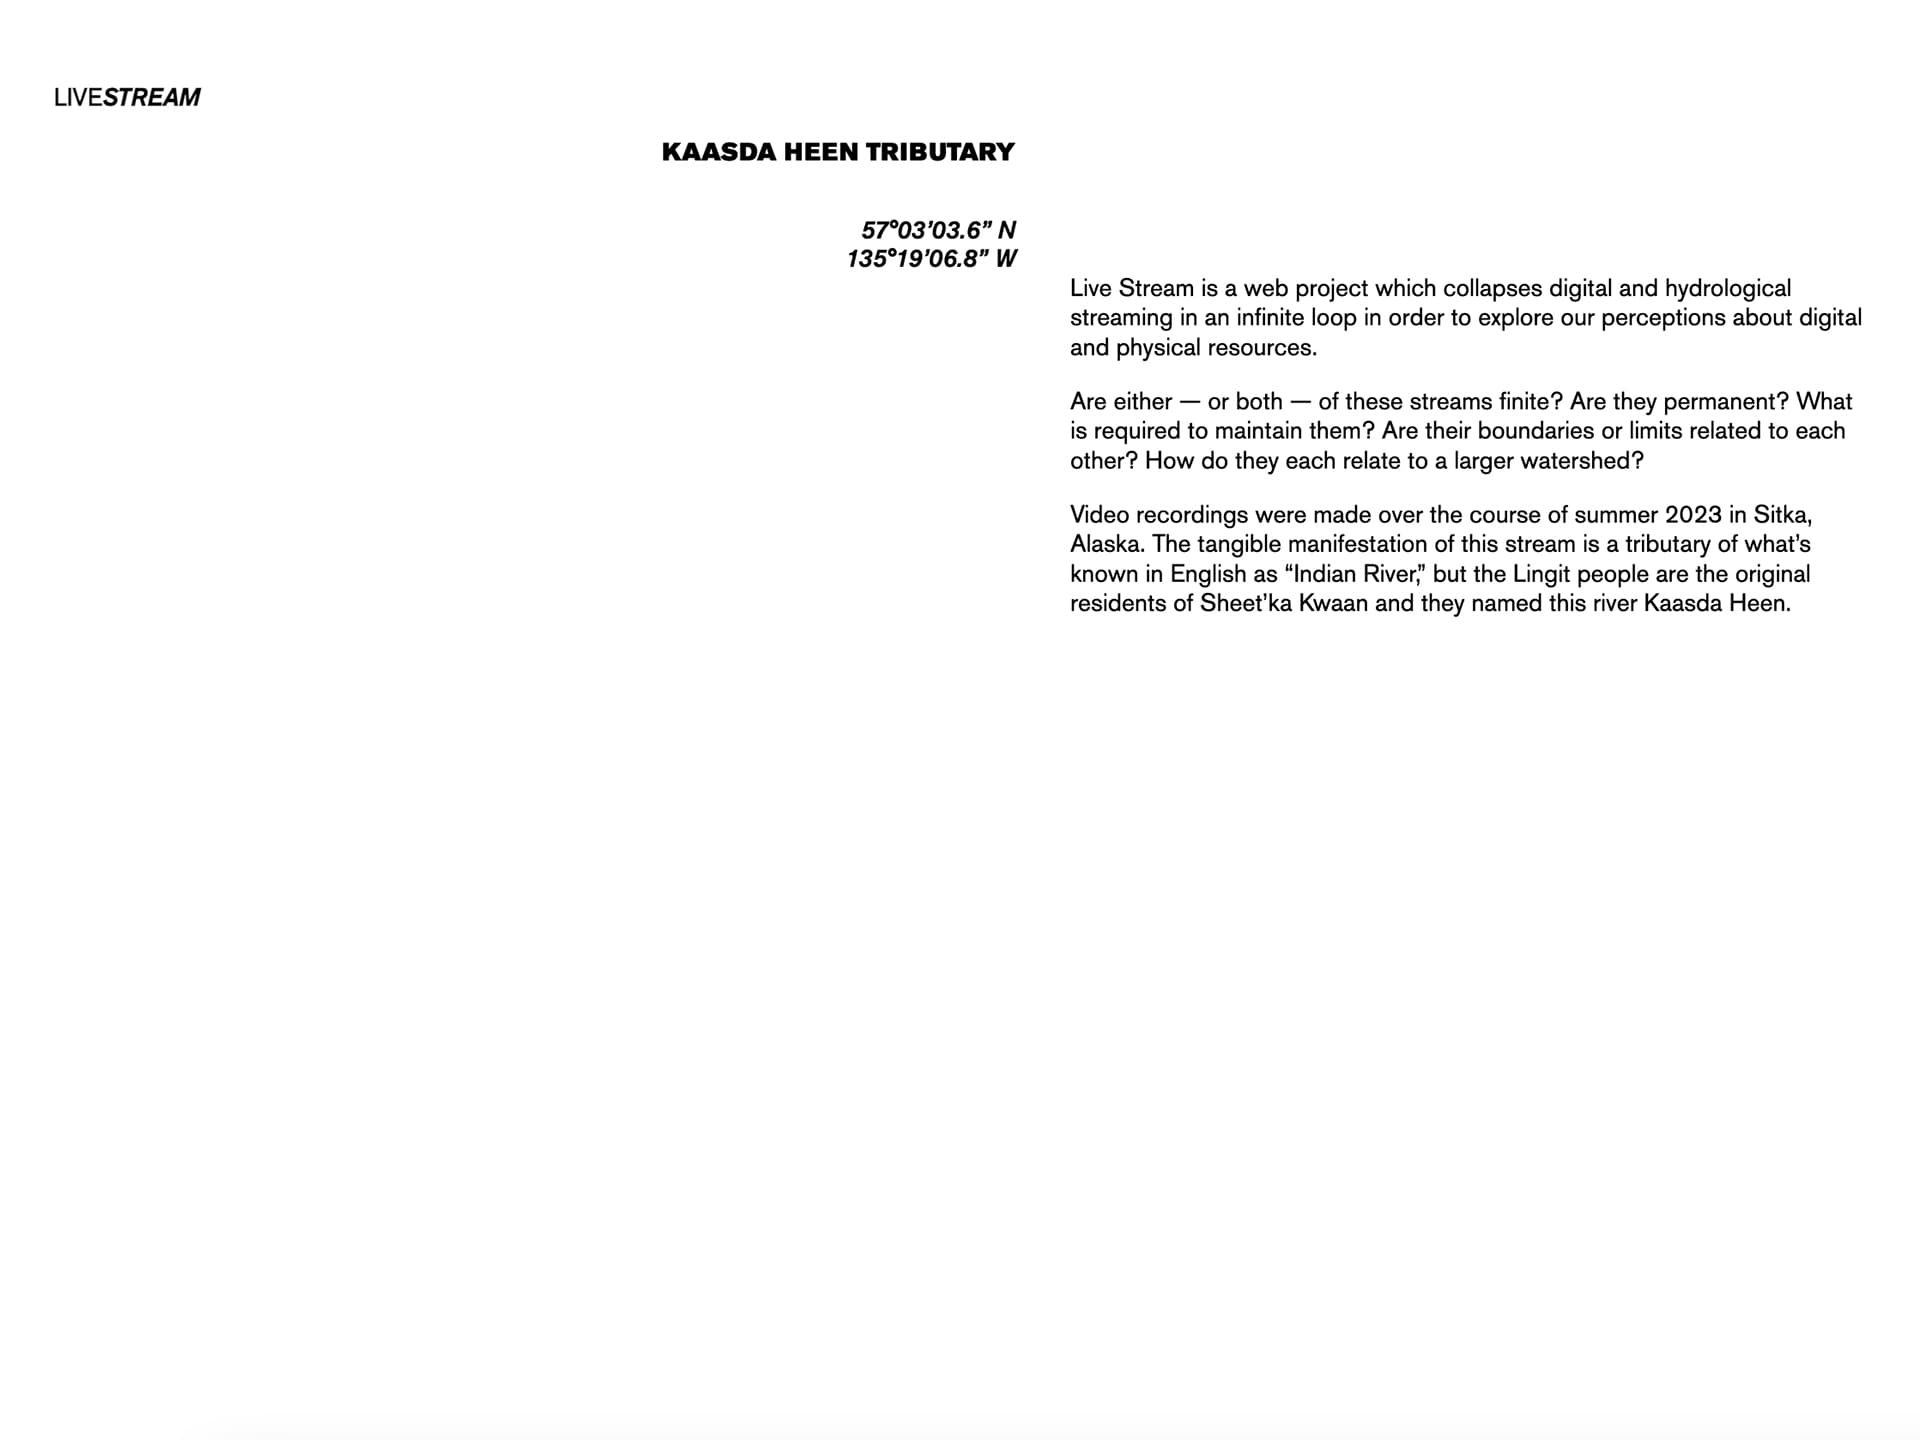 LIVESTREAM
KAASDA HEEN TRIBUTARY
57°03’03.6” N
135°19’06.8” W
Live Stream is a web project which collapses digital and hydrological
streaming in an infinite loop in order to explore our perceptions about digital
and physical resources.
Are either — or both — of these streams finite? Are they permanent? What
is required to maintain them? Are their boundaries or limits related to each
other? How do they each relate to a larger watershed?
Video recordings were made over the course of summer 2023 in Sitka,
Alaska. The tangible manifestation of this stream is a tributary of what’s
known in English as “Indian River,” but the Lingit people are the original
residents of Sheet’ka Kwaan and they named this river Kaasda Heen.